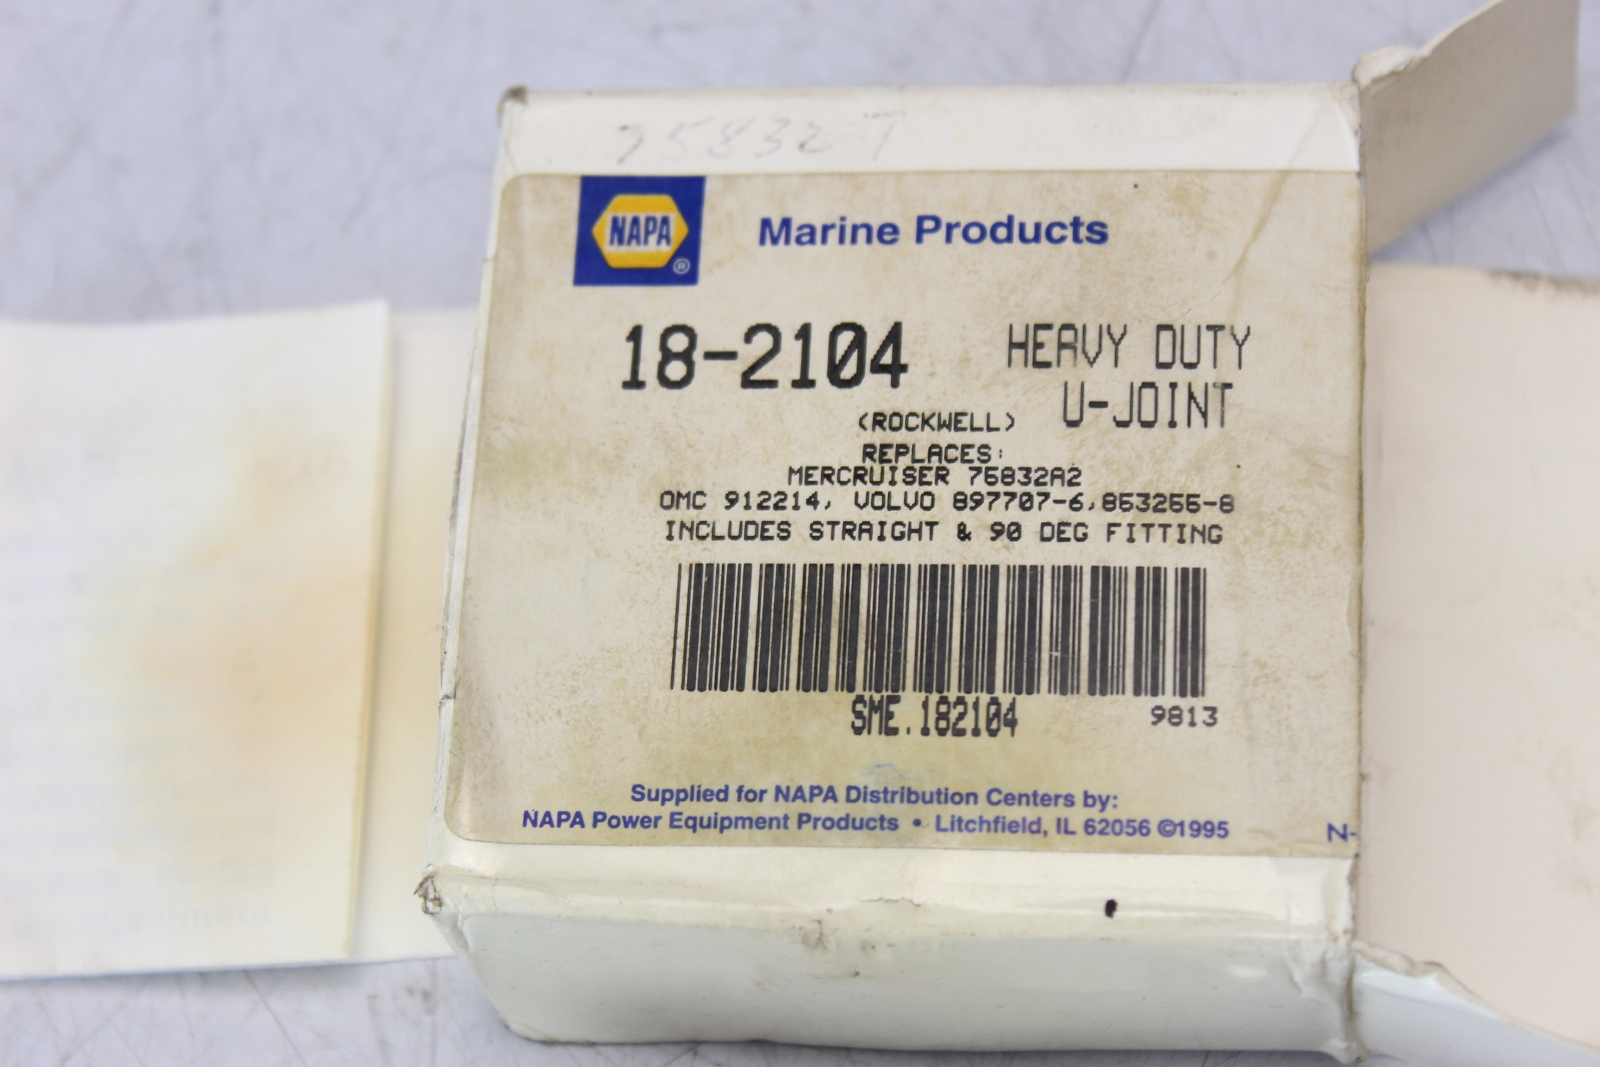 75832 T
NAPA ®
Marine Products
18-2104
HEAVY DUTY
U-JOINT
(ROCKWELL)
REPLACES:
MERCRUISER 75832A2
OMC 912214, VOLVO 897707-6,853255-8
INCLUDES STRAIGHT & 90 DEG FITTING
SME.182104
9813
Supplied for NAPA Distribution Centers by:
NAPA Power Equipment Products • Litchfield, IL 62056 ©1995
N-